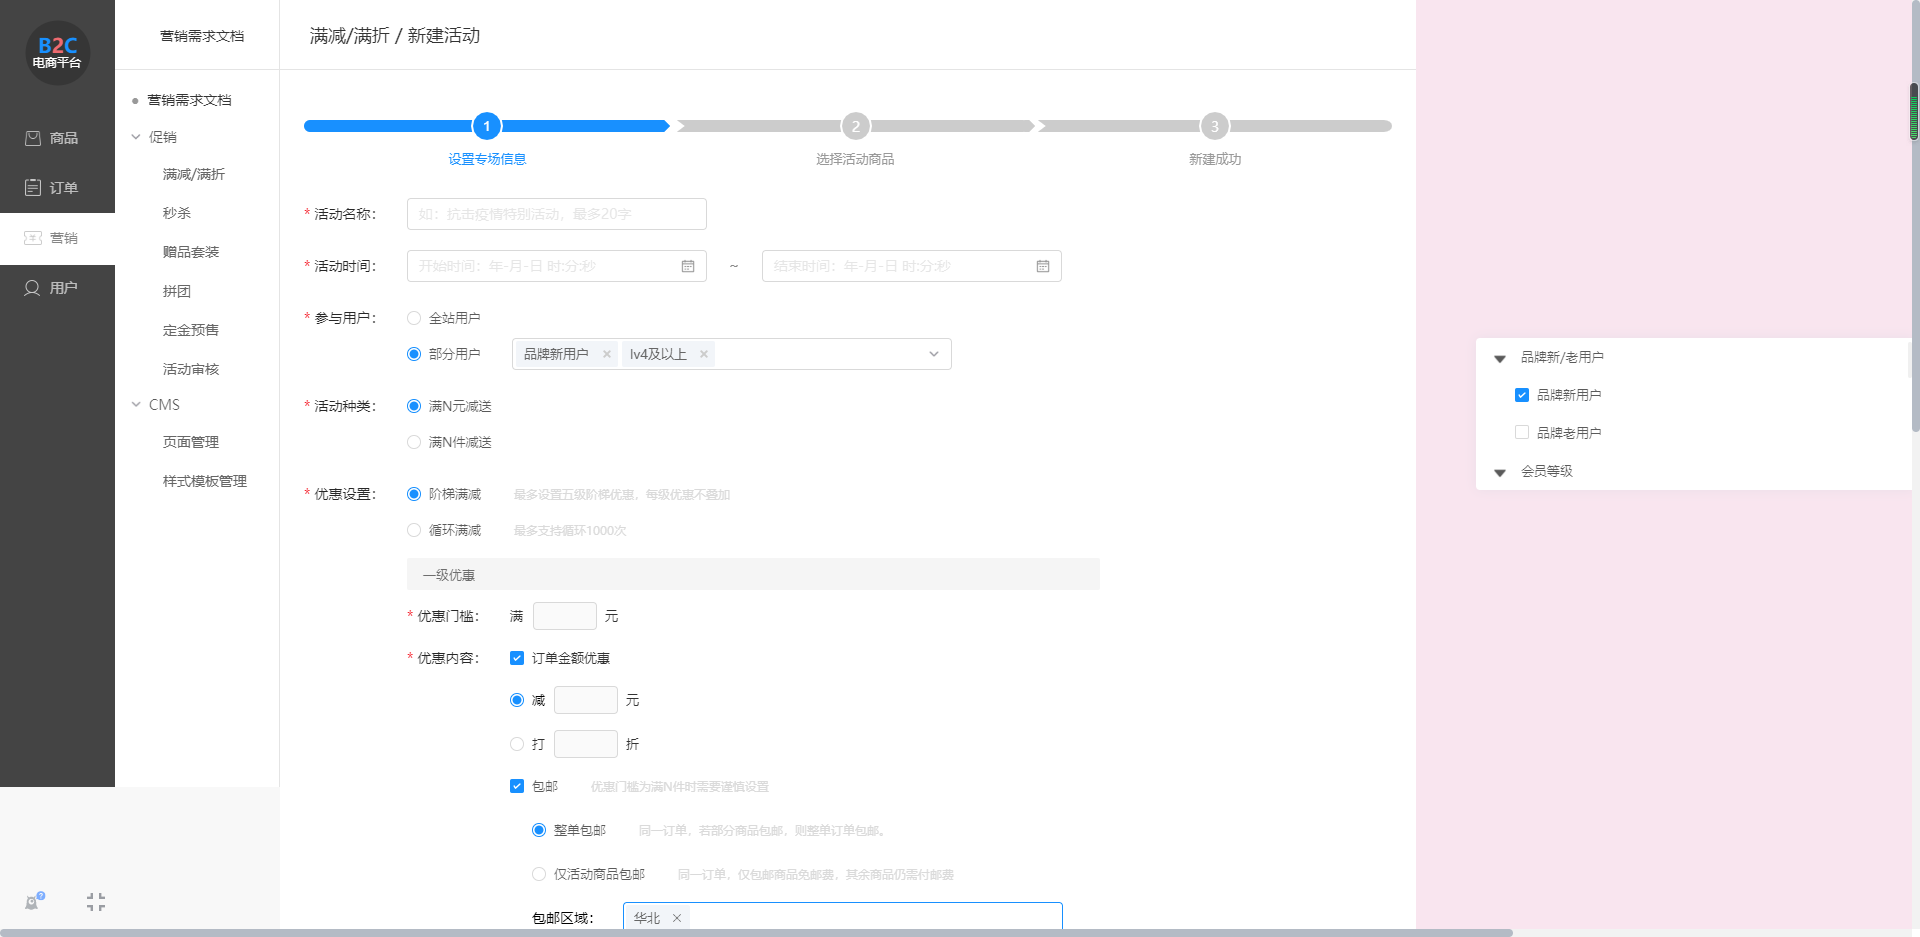 B2C
电商平台
商品
订单
营销
用户
营销需求文档
营销需求文档
促销
满减/满折
秒杀
赠品套装
拼团
定金预售
活动审核
CMS
页面管理
样式模板管理
满减/满折 / 新建活动
1
2
3
设置专场信息
选择活动商品
新建成功
* 活动名称：
如：抗击疫情特别活动，最多20字
* 活动时间：
开始时间：年-月-日 时:分:秒
~
结束时间：年-月-日 时:分:秒
* 参与用户：
全站用户
部分用户
品牌新用户 ×
lv4及以上 ×
* 活动种类：
满N元减送
满N件减送
* 优惠设置：
阶梯满减
最多设置五级阶梯优惠，每级优惠不叠加
循环满减
最多支持循环1000次
一级优惠
* 优惠门槛：
满
元
* 优惠内容：
订单金额优惠
减
元
打
折
包邮
优惠门槛为满N件时需要谨慎设置
整单包邮
同一订单，若部分商品包邮，则整单订单包邮。
仅活动商品包邮
同一订单，仅包邮商品免邮费，其余商品仍需付邮费
包邮区域：
华北 ×
品牌新/老用户
品牌新用户
品牌老用户
会员等级